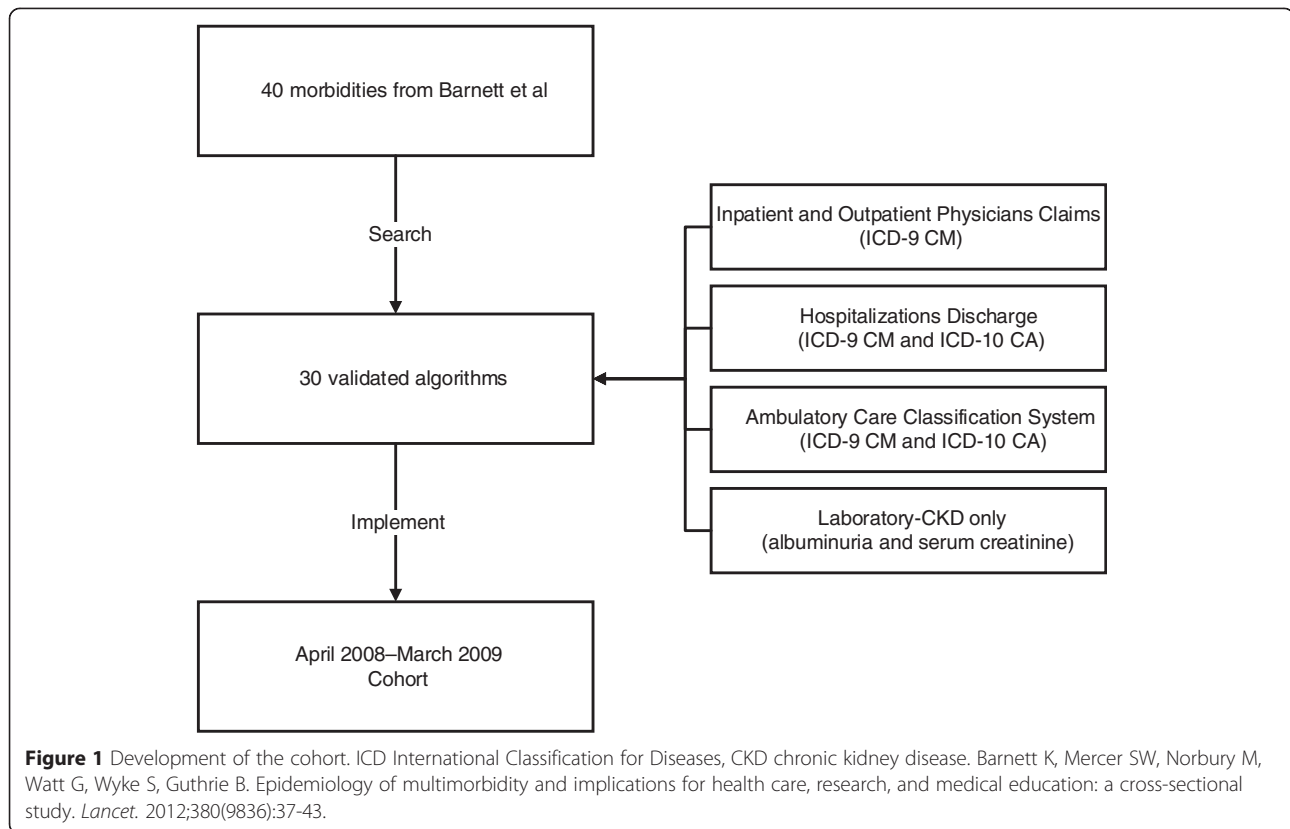 40 morbidities from Barnett et al
Search
30 validated algorithms
Implement
April 2008–March 2009
Cohort
Inpatient and Outpatient Physicians Claims
(ICD-9 CM)
Hospitalizations Discharge
(ICD-9 CM and ICD-10 CA)
Ambulatory Care Classification System
(ICD-9 CM and ICD-10 CA)
Laboratory-CKD only
(albuminuria and serum creatinine)
Figure 1 Development of the cohort. ICD International Classification for Diseases, CKD chronic kidney disease. Barnett K, Mercer SW, Norbury M,
Watt G, Wyke S, Guthrie B. Epidemiology of multimorbidity and implications for health care, research, and medical education: a cross-sectional
study. Lancet. 2012;380(9836):37-43.